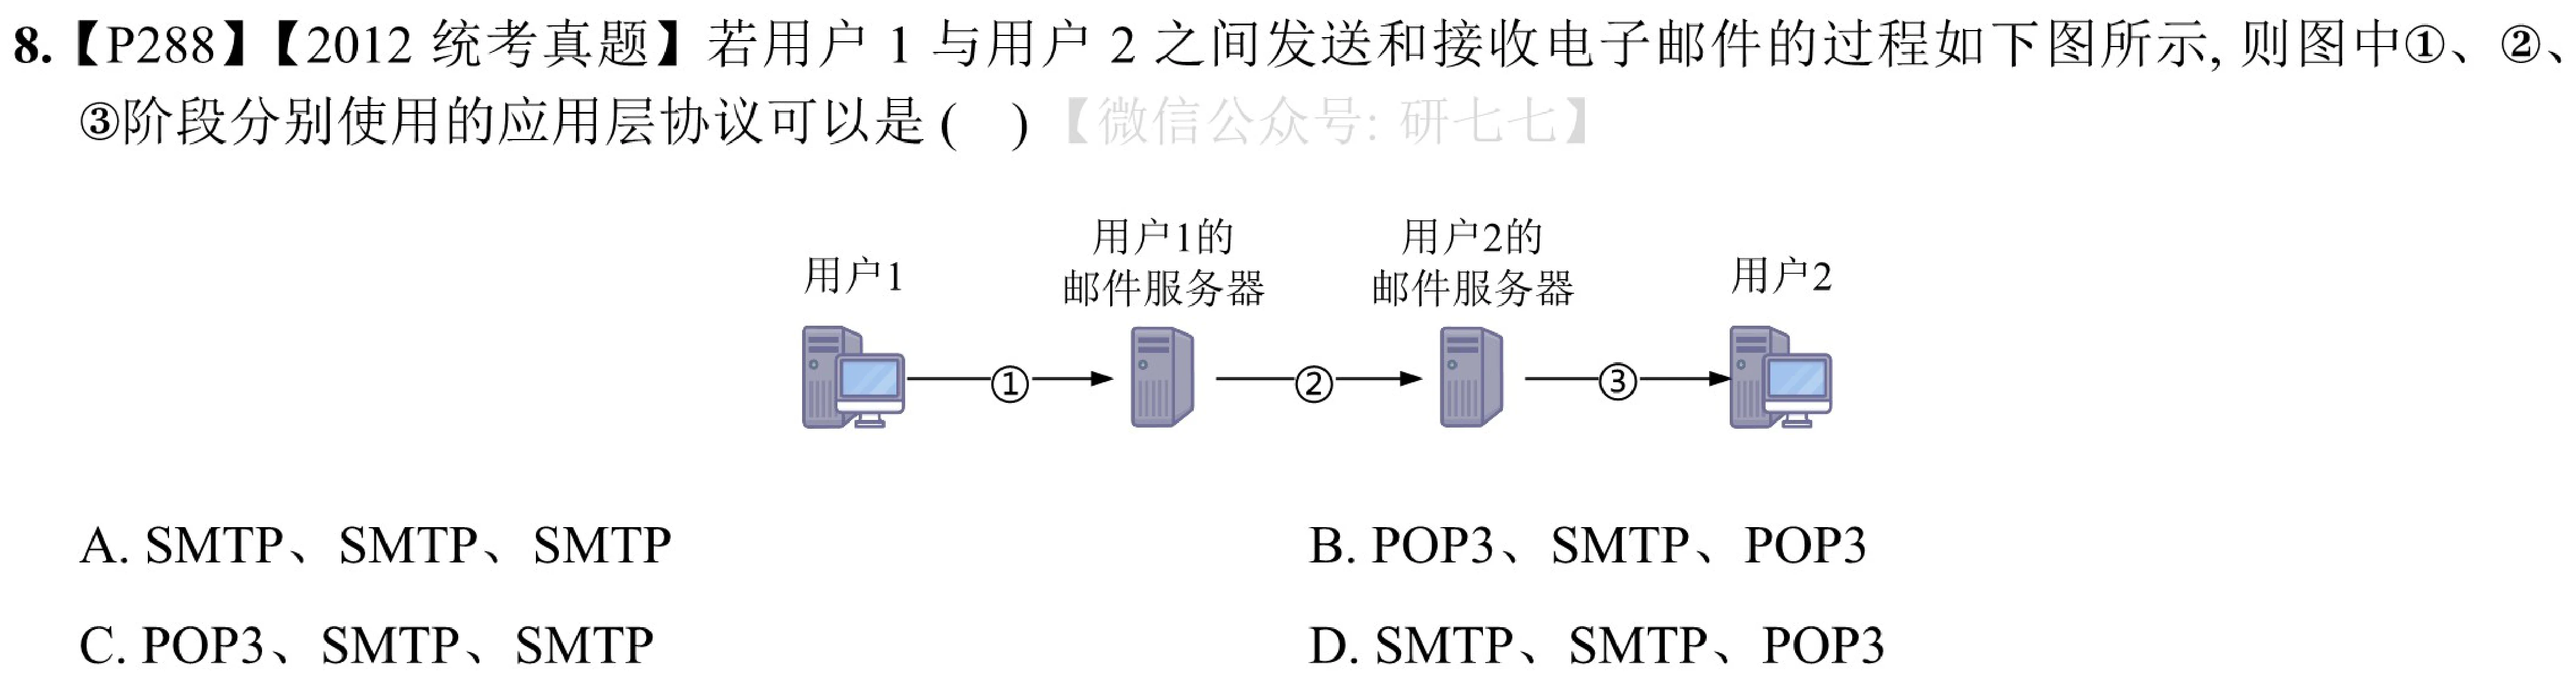 8.【P288】【2012 统考真题】若用户 1 与用户 2 之间发送和接收电子邮件的过程如下图所示, 则图中①、②、
③阶段分别使用的应用层协议可以是 (   )【微信公众号: 研七七】
用户1的 用户2的
用户1 邮件服务器 邮件服务器 用户2
① ② ③
A. SMTP、SMTP、SMTP B. POP3、SMTP、POP3
C. POP3、SMTP、SMTP D. SMTP、SMTP、POP3